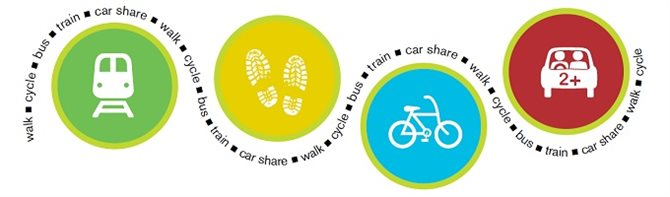 walk ■ cycle ■ bus ■ train ■ car share ■ walk ■ cycle ■ bus ■ train ■ car share ■ walk ■ cycle ■ bus ■ train ■ car share ■ walk ■ cycle ■ bus ■ train ■ car share ■ walk ■ cycle
2+